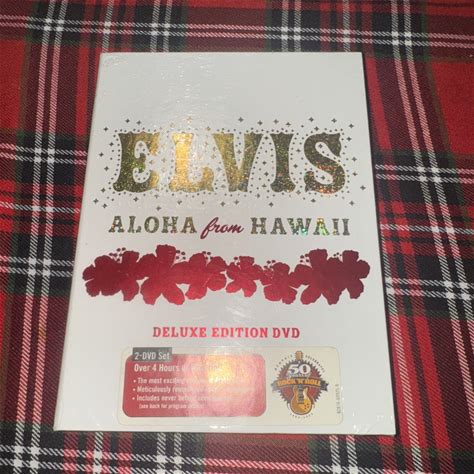 ELVIS
ALOHA from HAWAII
DELUXE EDITION DVD
2-DVD Set
Over 4 Hours
• The most exciting
• Meticulously
• Includes never before
(see back for program
50
ROCK 'N' ROLL